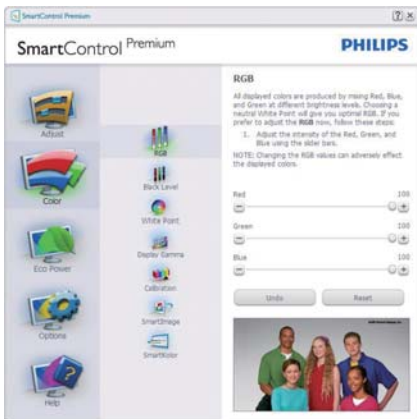 SmartControl Premium
SmartControl Premium
PHILIPS
Adjust
Color
Eco Power
Options
Help
RGB
Black Level
White Point
Display Gamma
Calibration
SmartImage
SmartKolor
RGB
All displayed colors are produced by mixing Red, Blue,
and Green at different brightness levels. Choosing a
neutral White Point will give you optimal RGB. If you
prefer to adjust the RGB now, follow these steps:
1. Adjust the intensity of the Red, Green, and
Blue using the slider bars.
NOTE: Changing the RGB values can adversely effect
the displayed colors.
Red 100
Green 100
Blue 100
Undo Reset